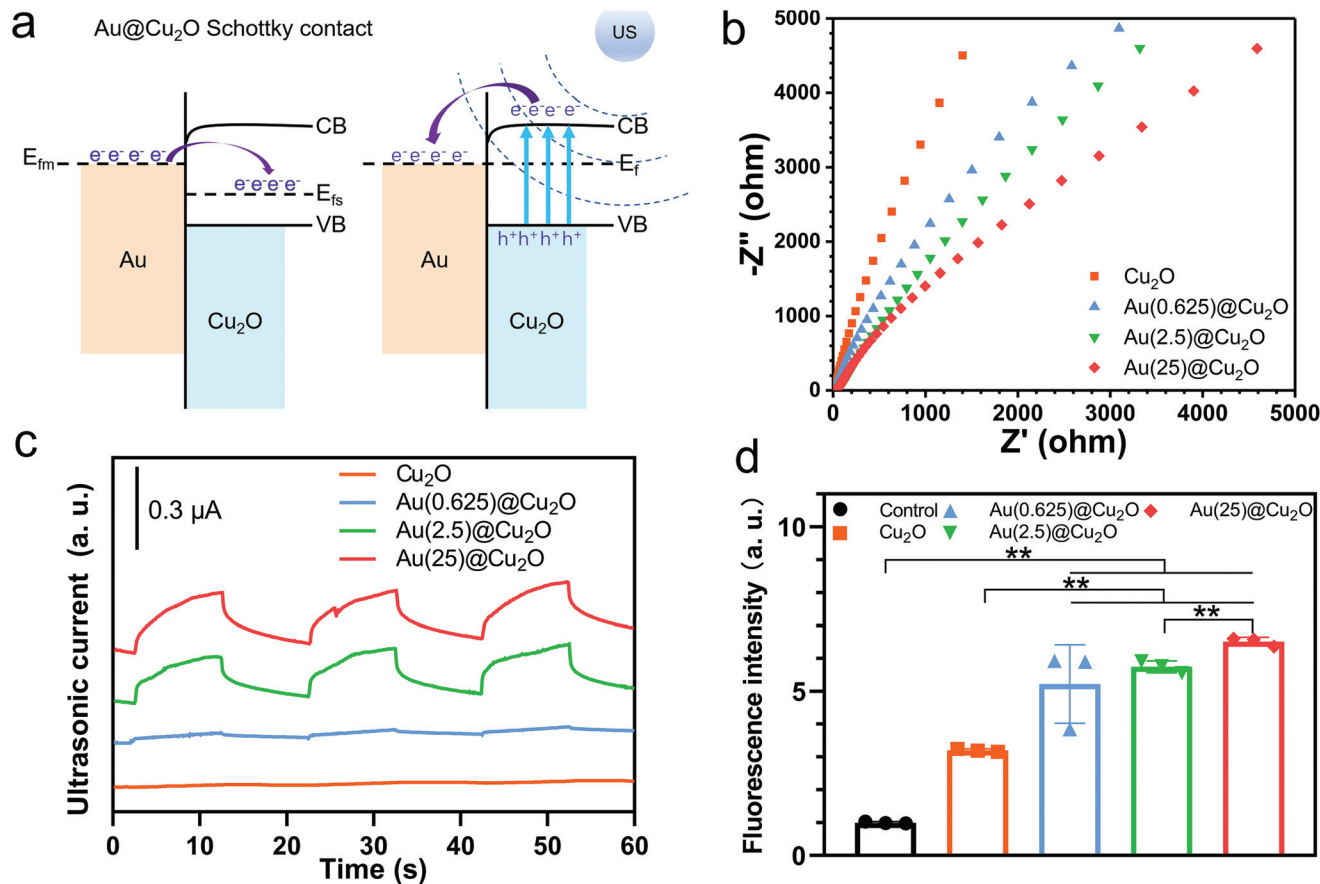 a
Au@Cu₂O Schottky contact
US
e⁻e⁻e⁻ e⁻
CB
CB
E_fm
e⁻e⁻e⁻ e⁻
e⁻e⁻e⁻ e⁻
E_f
e⁻e⁻e⁻e⁻
E_fs
VB
VB
h⁺h⁺h⁺h⁺
Au
Au
Cu₂O
Cu₂O
b
-Z" (ohm)
5000
4000
3000
2000
1000
0
0
1000
2000
3000
4000
5000
Z' (ohm)
Cu₂O
Au(0.625)@Cu₂O
Au(2.5)@Cu₂O
Au(25)@Cu₂O
c
Ultrasonic current (a. u.)
0.3 µA
Cu₂O
Au(0.625)@Cu₂O
Au(2.5)@Cu₂O
Au(25)@Cu₂O
0
10
20
30
40
50
60
Time (s)
d
Fluorescence intensity (a. u.)
10
5
0
Control
Au(0.625)@Cu₂O
Au(25)@Cu₂O
Cu₂O
Au(2.5)@Cu₂O
**
**
**